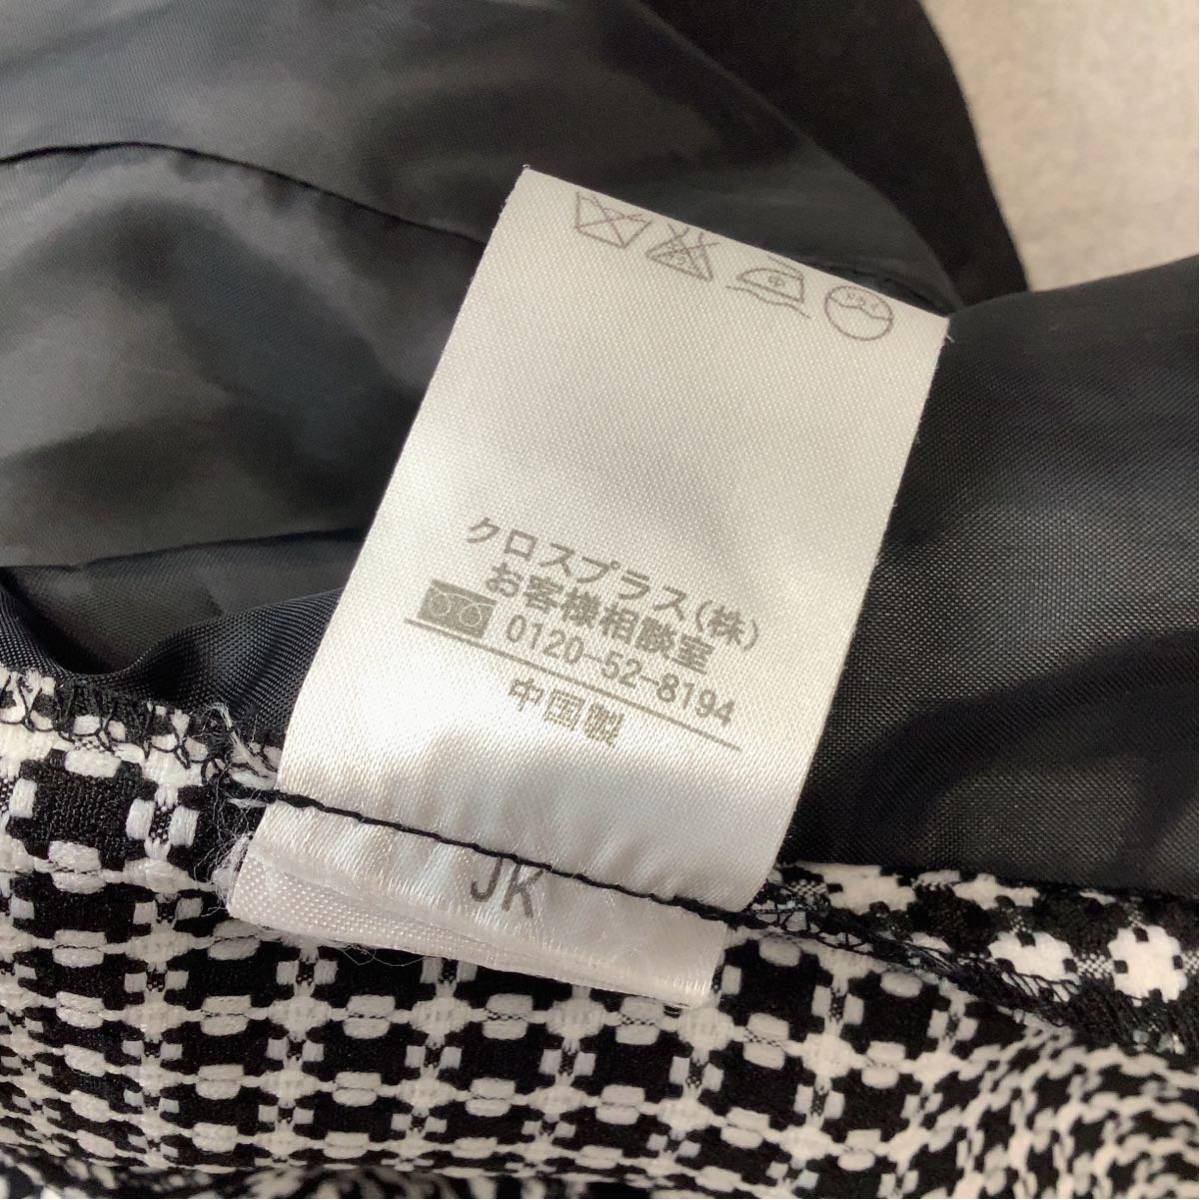 中
クロスプラス(株)
お客様相談室
0120-52-8194
中国製
JK